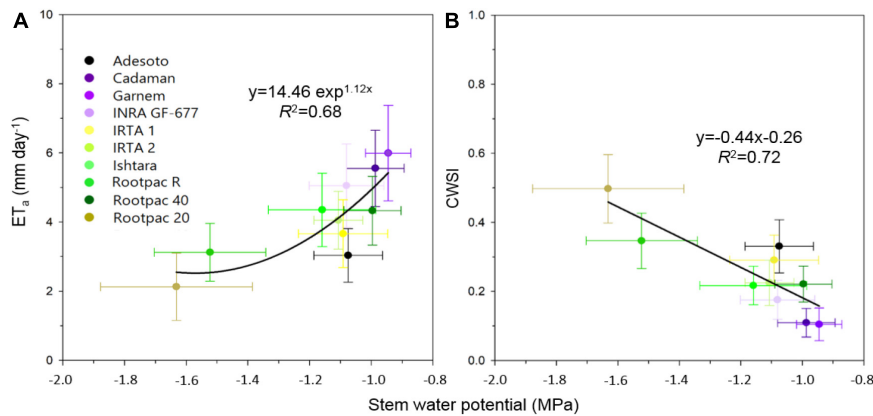 A
ETa (mm day-1)
10
8
6
4
2
0
-2.0
-1.8
-1.6
-1.4
-1.2
-1.0
-0.8
Adesoto
Cadaman
Garnem
INRA GF-677
IRTA 1
IRTA 2
Ishtara
Rootpac R
Rootpac 40
Rootpac 20
y=14.46 exp1.12x
R2=0.68
B
CWSI
1.0
0.8
0.6
0.4
0.2
0.0
-2.0
-1.8
-1.6
-1.4
-1.2
-1.0
-0.8
y=-0.44x-0.26
R2=0.72
Stem water potential (MPa)